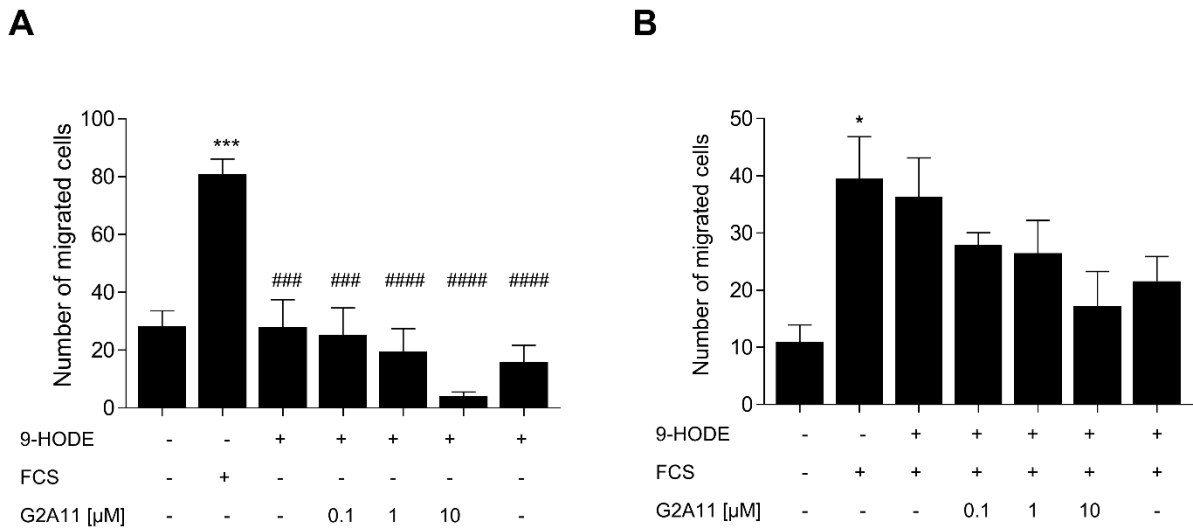 A
B
Number of migrated cells
100
80
60
40
20
0
***
### ### #### #### ####
9-HODE - - + + + + +
FCS - + - - - - -
G2A11 [µM] - - - 0.1 1 10 -
Number of migrated cells
50
40
30
20
10
0
*
9-HODE - - + + + + +
FCS - + + + + + +
G2A11 [µM] - - - 0.1 1 10 -